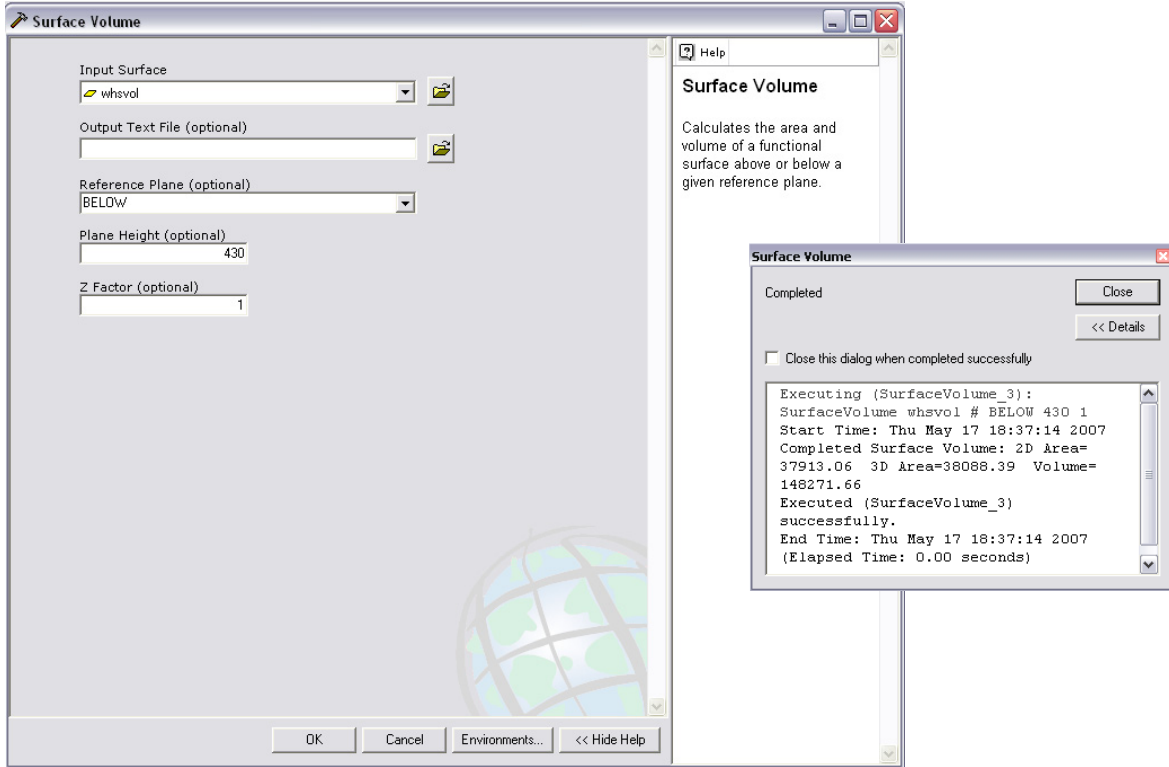 Surface Volume
Input Surface
whsvol
Output Text File (optional)
Reference Plane (optional)
BELOW
Plane Height (optional)
430
Z Factor (optional)
1
OK
Cancel
Environments...
<< Hide Help
Help
Surface Volume
Calculates the area and
volume of a functional
surface above or below a
given reference plane.
Surface Volume
Completed
Close
<< Details
Close this dialog when completed successfully
Executing (SurfaceVolume_3):
SurfaceVolume whsvol # BELOW 430 1
Start Time: Thu May 17 18:37:14 2007
Completed Surface Volume: 2D Area=
37913.06  3D Area=38088.39  Volume=
148271.66
Executed (SurfaceVolume_3)
successfully.
End Time: Thu May 17 18:37:14 2007
(Elapsed Time: 0.00 seconds)